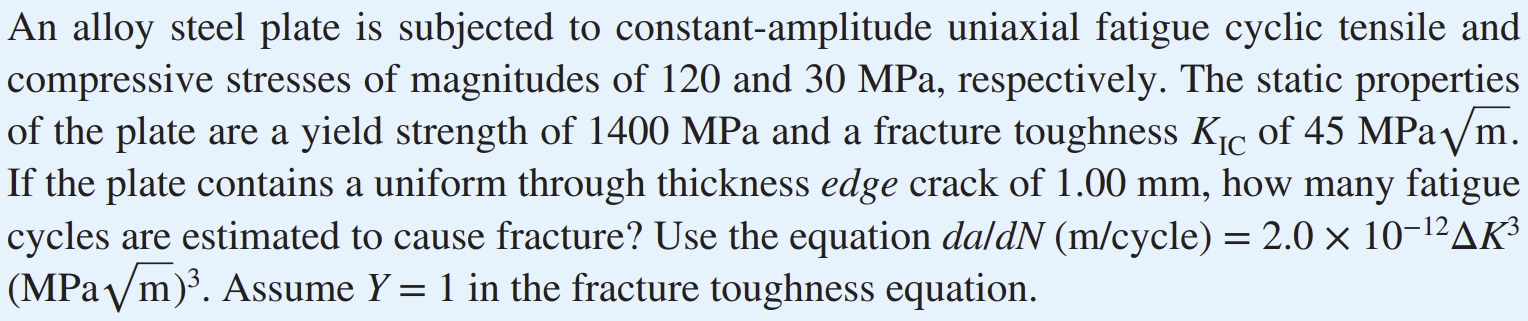 An alloy steel plate is subjected to constant-amplitude uniaxial fatigue cyclic tensile and
compressive stresses of magnitudes of 120 and 30 MPa, respectively. The static properties
of the plate are a yield strength of 1400 MPa and a fracture toughness K_IC of 45 MPa√m.
If the plate contains a uniform through thickness edge crack of 1.00 mm, how many fatigue
cycles are estimated to cause fracture? Use the equation da/dN (m/cycle) = 2.0 × 10⁻¹²ΔK³
(MPa√m)³. Assume Y = 1 in the fracture toughness equation.